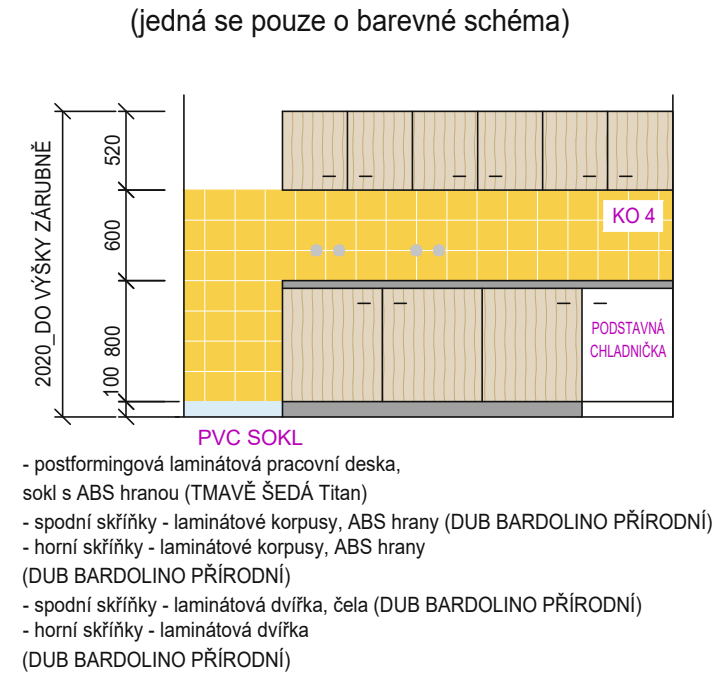 (jedná se pouze o barevné schéma)
2020_DO VÝŠKY ZÁRUBNĚ
520
600
800
100
KO 4
PODSTAVNÁ
CHLADNIČKA
PVC SOKL
- postformingová laminátová pracovní deska,
sokl s ABS hranou (TMAVĚ ŠEDÁ Titan)
- spodní skříňky - laminátové korpusy, ABS hrany (DUB BARDOLINO PŘÍRODNÍ)
- horní skříňky - laminátové korpusy, ABS hrany
(DUB BARDOLINO PŘÍRODNÍ)
- spodní skříňky - laminátová dvířka, čela (DUB BARDOLINO PŘÍRODNÍ)
- horní skříňky - laminátová dvířka
(DUB BARDOLINO PŘÍRODNÍ)